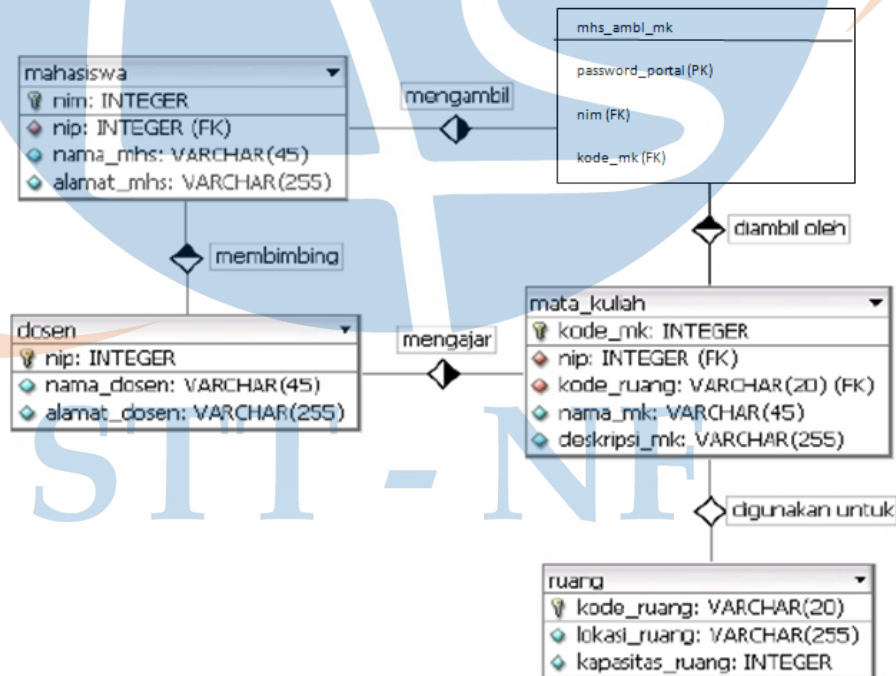 mhs_ambl_mk
password_portal (PK)
nim (FK)
kode_mk (FK)
mahasiswa
nim: INTEGER
nip: INTEGER (FK)
nama_mhs: VARCHAR(45)
alamat_mhs: VARCHAR(255)
mengambil
membimbing
diambil oleh
dosen
nip: INTEGER
nama_dosen: VARCHAR(45)
alamat_dosen: VARCHAR(255)
mengajar
mata_kuliah
kode_mk: INTEGER
nip: INTEGER (FK)
kode_ruang: VARCHAR(20) (FK)
nama_mk: VARCHAR(45)
deskripsi_mk: VARCHAR(255)
STT - NF
digunakan untuk
ruang
kode_ruang: VARCHAR(20)
lokasi_ruang: VARCHAR(255)
kapasitas_ruang: INTEGER